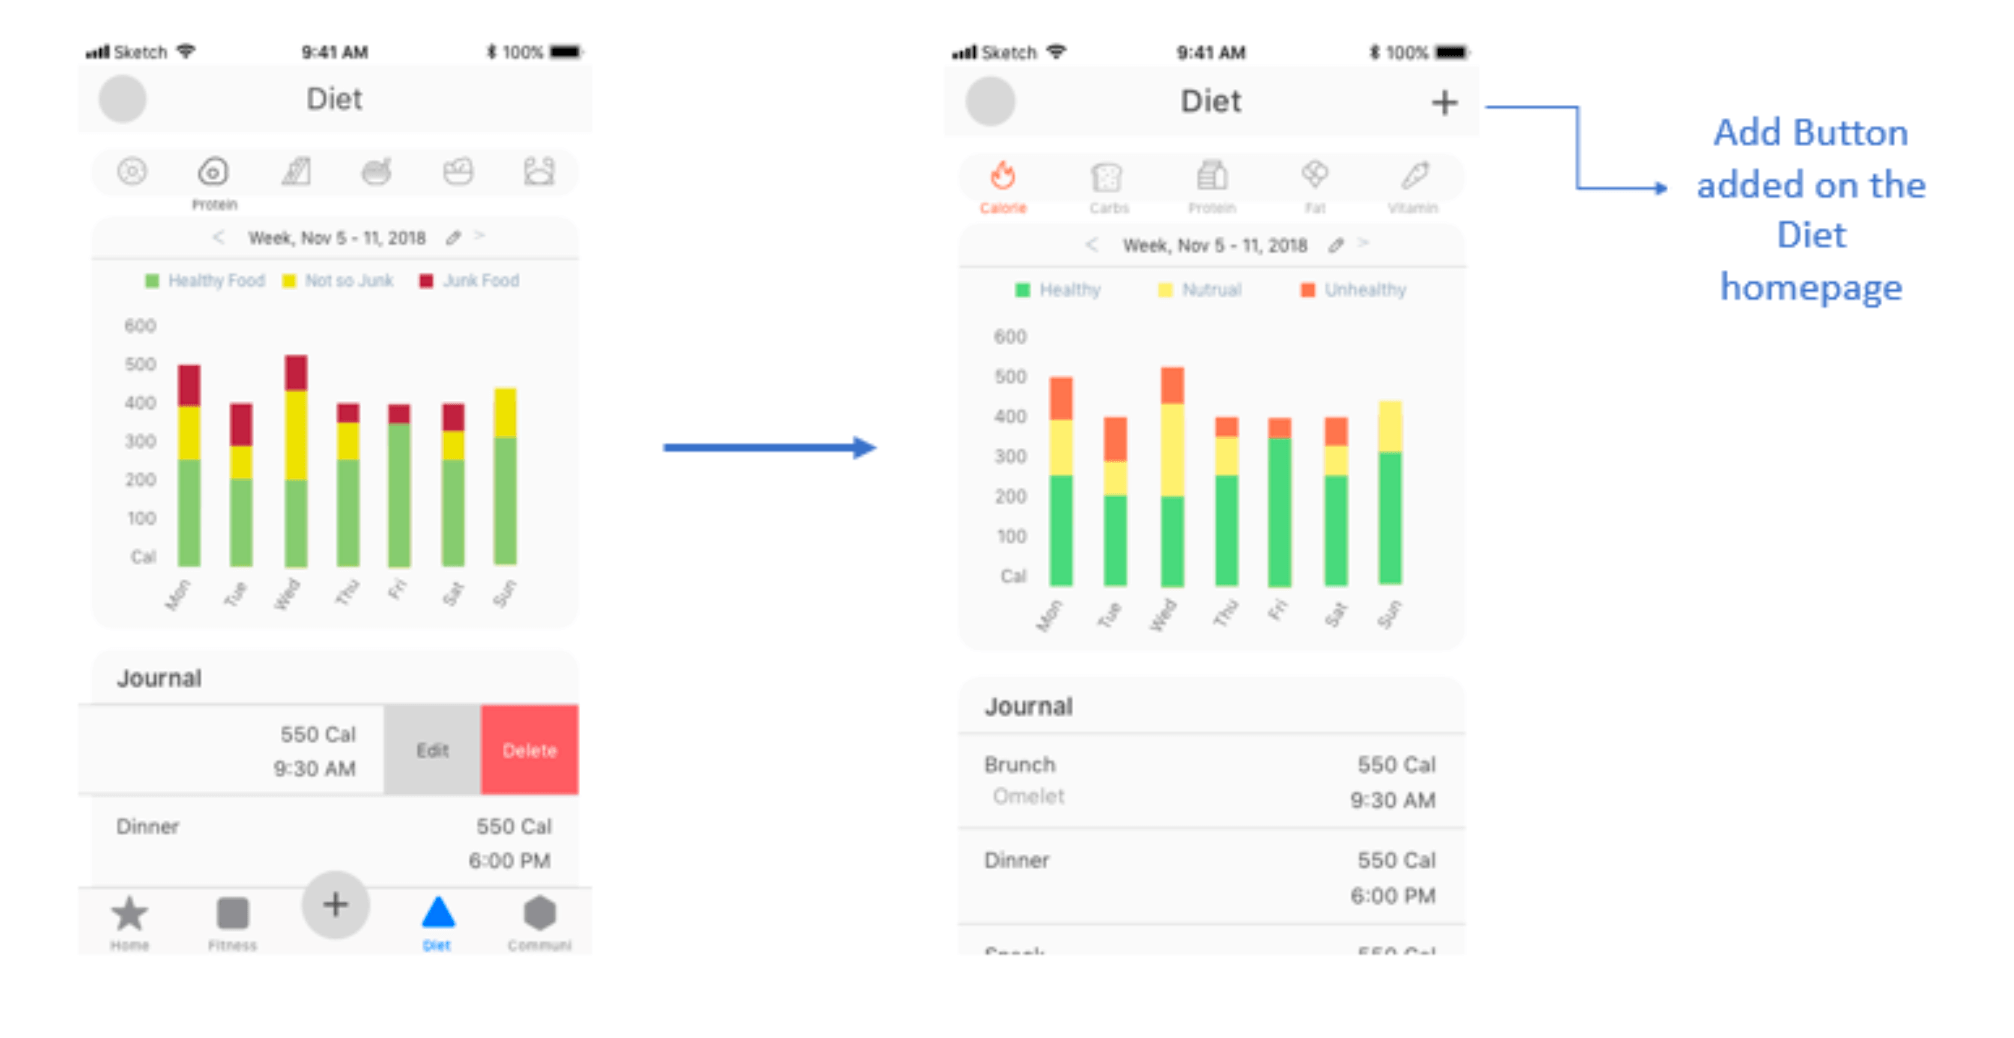 Sketch 9:41 AM 100%
Diet
Protein
< Week, Nov 5 - 11, 2018 >
Healthy Food Not so Junk Junk Food
600
500
400
300
200
100
Cal
Mon Tue Wed Thu Fri Sat Sun
Journal
550 Cal
9:30 AM
Edit Delete
Dinner 550 Cal
6:00 PM
+
Home Fitness Diet Communi
Sketch 9:41 AM 100%
Diet +
Calorie Carbs Protein Fat Vitamin
< Week, Nov 5 - 11, 2018 >
Healthy Nutrual Unhealthy
600
500
400
300
200
100
Cal
Mon Tue Wed Thu Fri Sat Sun
Journal
Brunch 550 Cal
Omelet 9:30 AM
Dinner 550 Cal
6:00 PM
Add Button
added on the
Diet
homepage